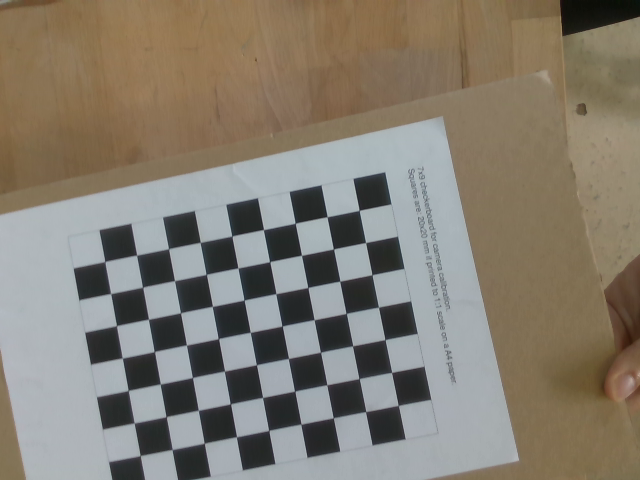 7x9 checkerboard for camera calibration.
Squares are 20x20 mm if printed to 1:1 scale on a A4 paper.